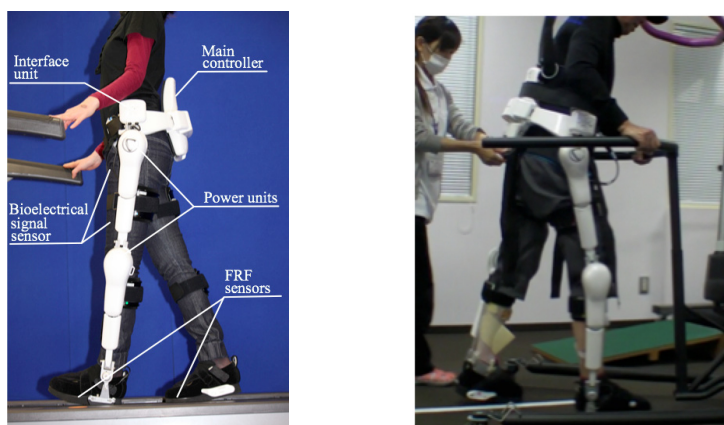 Main
controller
Interface
unit
Power units
Bioelectrical
signal
sensor
FRF
sensors